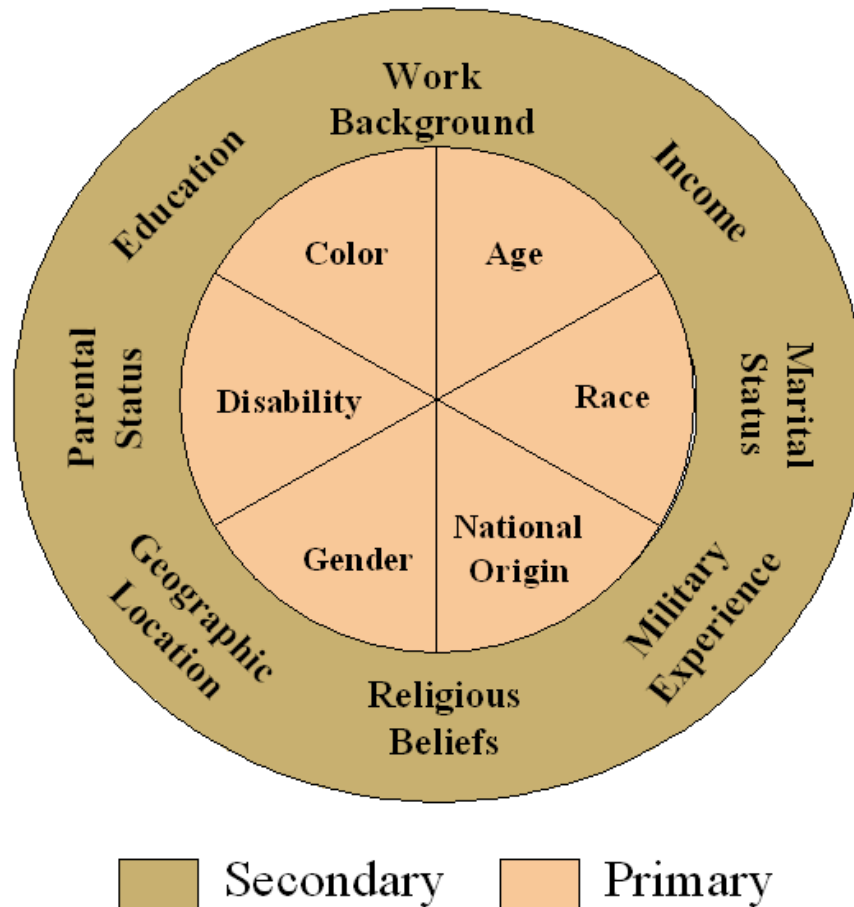 Work
Background
Income
Marital
Status
Military
Experience
Religious
Beliefs
Geographic
Location
Parental
Status
Education
Color
Age
Race
National
Origin
Gender
Disability
Secondary
Primary